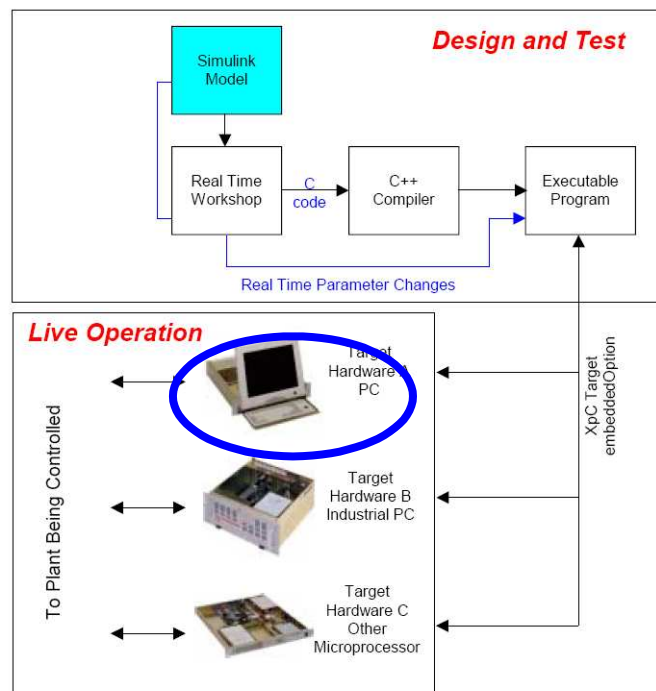 Design and Test
Simulink
Model
Real Time
Workshop
C
code
C++
Compiler
Executable
Program
Real Time Parameter Changes
Live Operation
Target
Hardware A
PC
Target
Hardware B
Industrial PC
Target
Hardware C
Other
Microprocessor
To Plant Being Controlled
XpC Target
embeddedOption